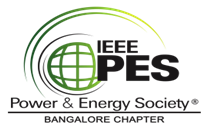 IEEE
PES
Power & Energy Society®
BANGALORE CHAPTER